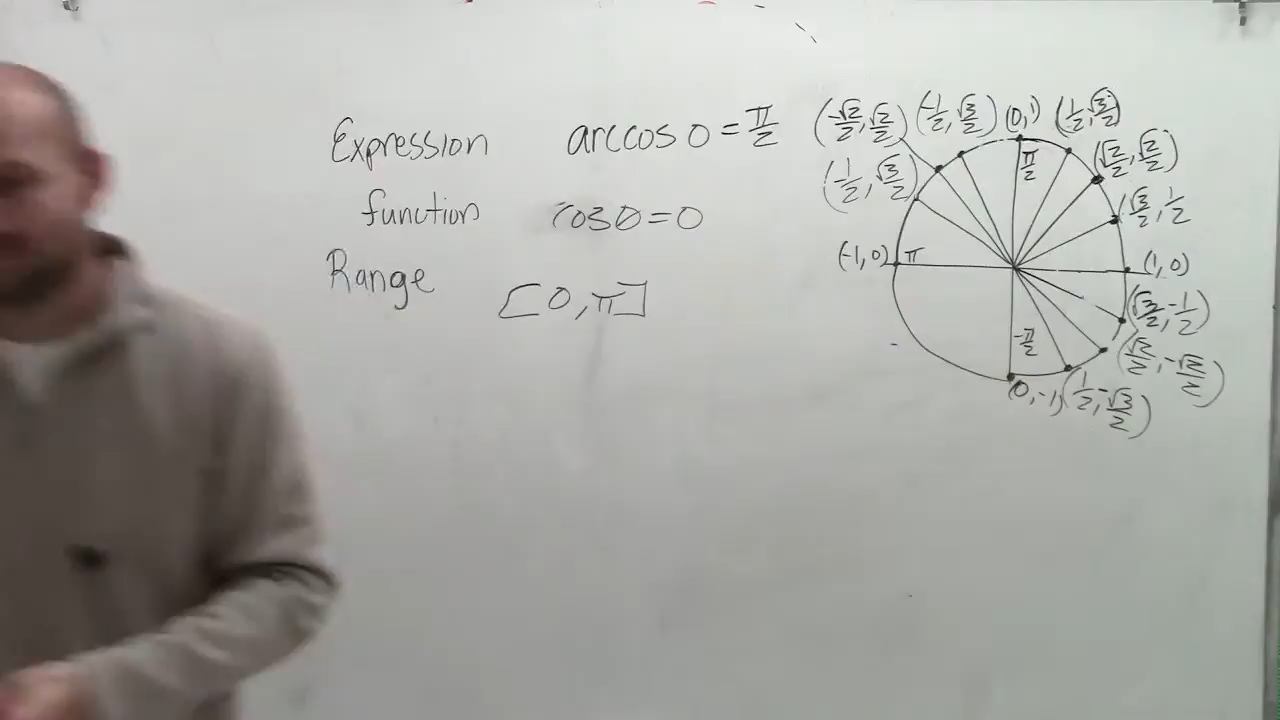 Expression arccos 0 = π/2
function cos θ = 0
Range [0, π]
(-√2/2, √2/2) (-1/2, √3/2) (0, 1) (1/2, √3/2)
(-1/2, √3/2) π/2 (√2/2, √2/2)
(√3/2, 1/2
(-1, 0) π (1, 0)
(√3/2, -1/2)
-π/2 (√2/2, -√2/2)
(0, -1) (1/2, -√3/2)